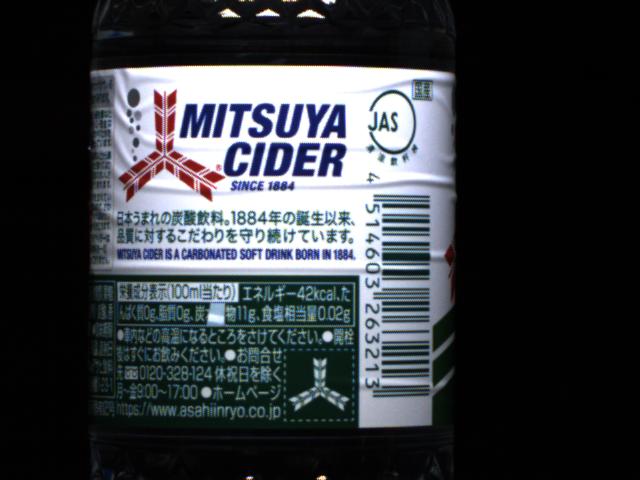 MITSUYA
CIDER
®
SINCE 1884
JAS
国産
日本うまれの炭酸飲料。1884年の誕生以来、
品質に対するこだわりを守り続けています。
MITSUYA CIDER IS A CARBONATED SOFT DRINK BORN IN 1884.
栄養成分表示(100ml当たり) エネルギー42kcal、た
んぱく質0g、脂質0g、炭 物11g、食塩相当量0.02g
●車内などの高温になるところをさけてください。●開栓
後はすぐにお飲みください。●お問合せ
先 0120-328-124 休祝日を除く
月~金9:00~17:00 ●ホームページ
https://www.asahiinryo.co.jp
4 514603 263213